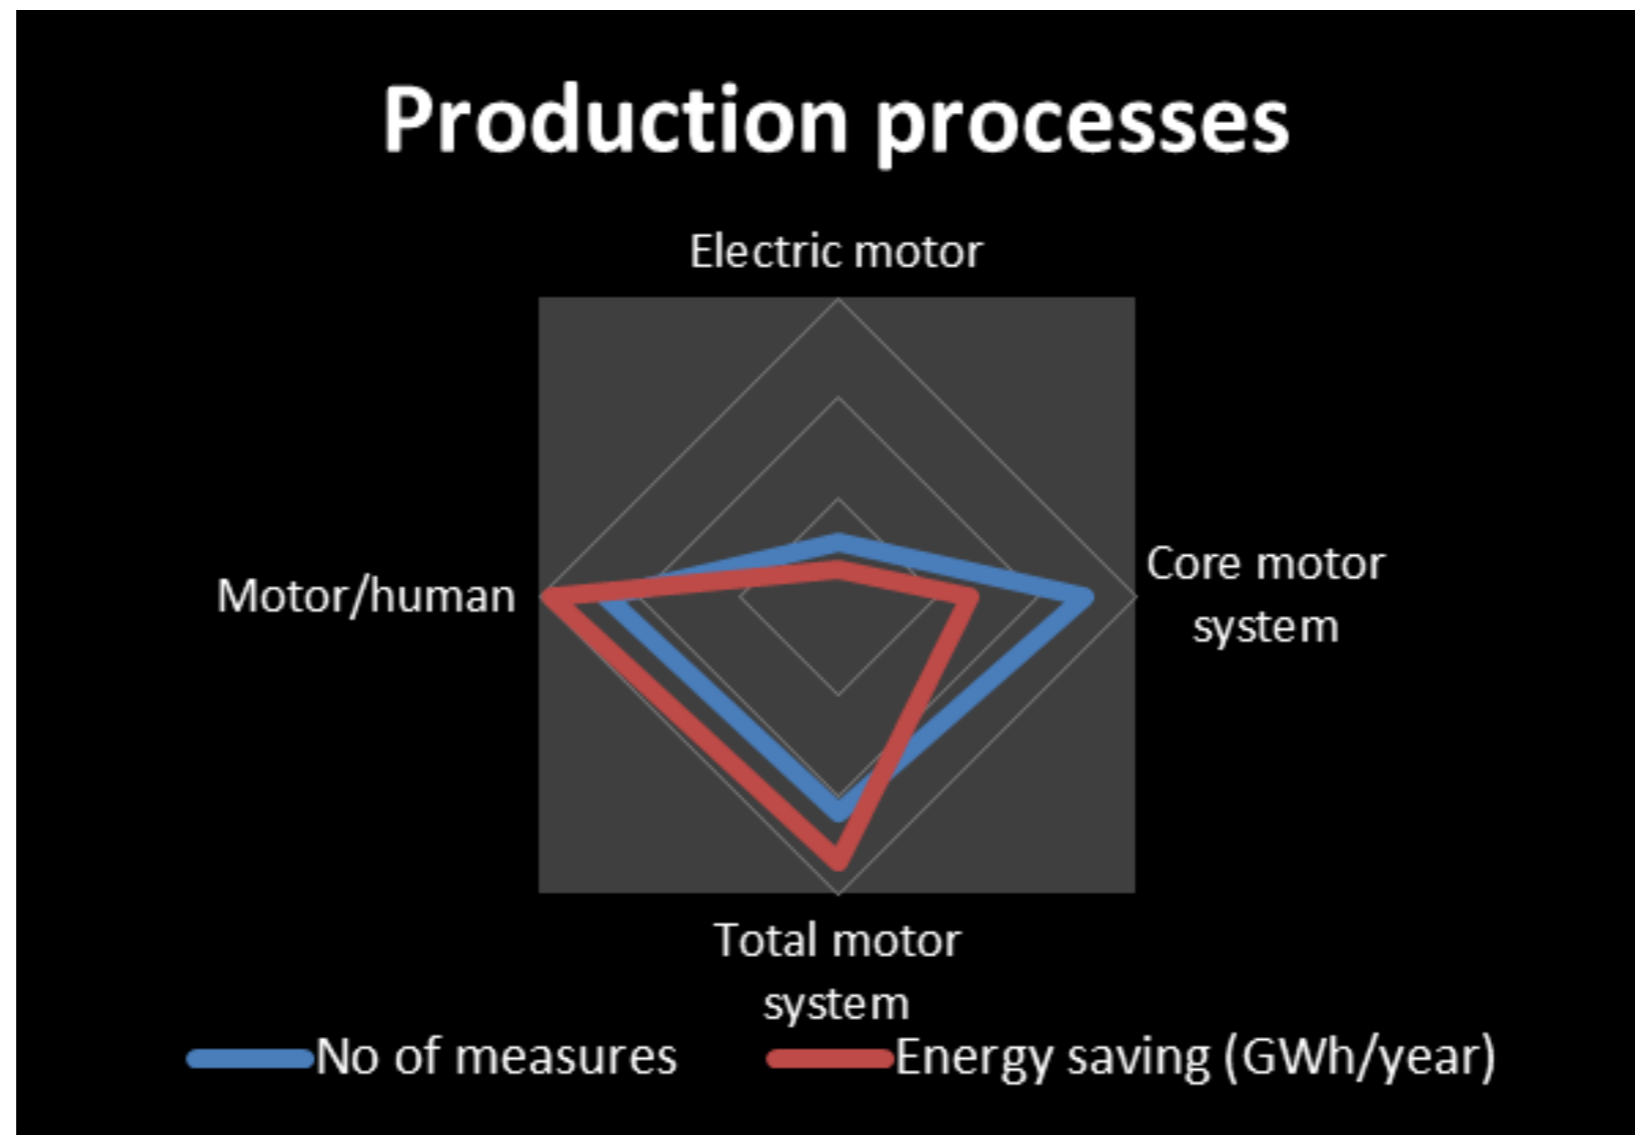 Production processes
Electric motor
Core motor
system
Motor/human
Total motor
system
No of measures
Energy saving (GWh/year)